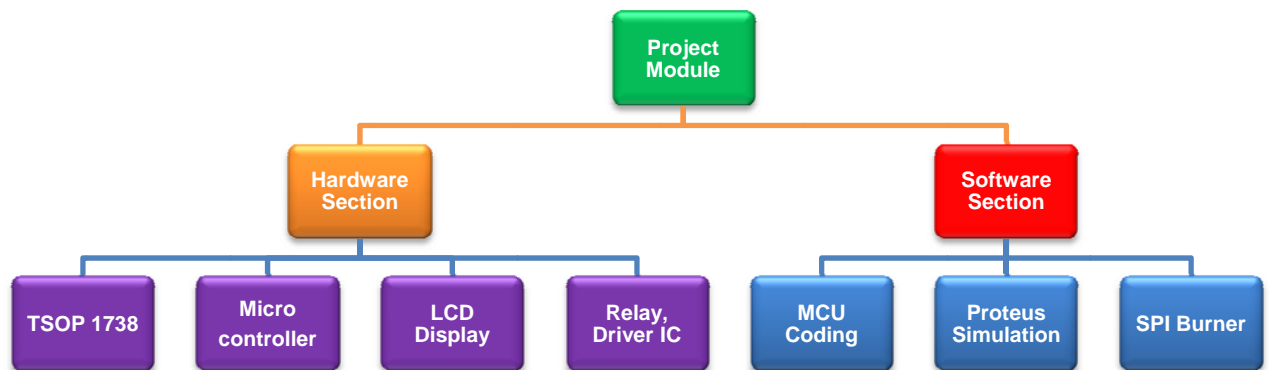 Project
Module
Hardware
Section
Software
Section
TSOP 1738
Micro
controller
LCD
Display
Relay,
Driver IC
MCU
Coding
Proteus
Simulation
SPI Burner